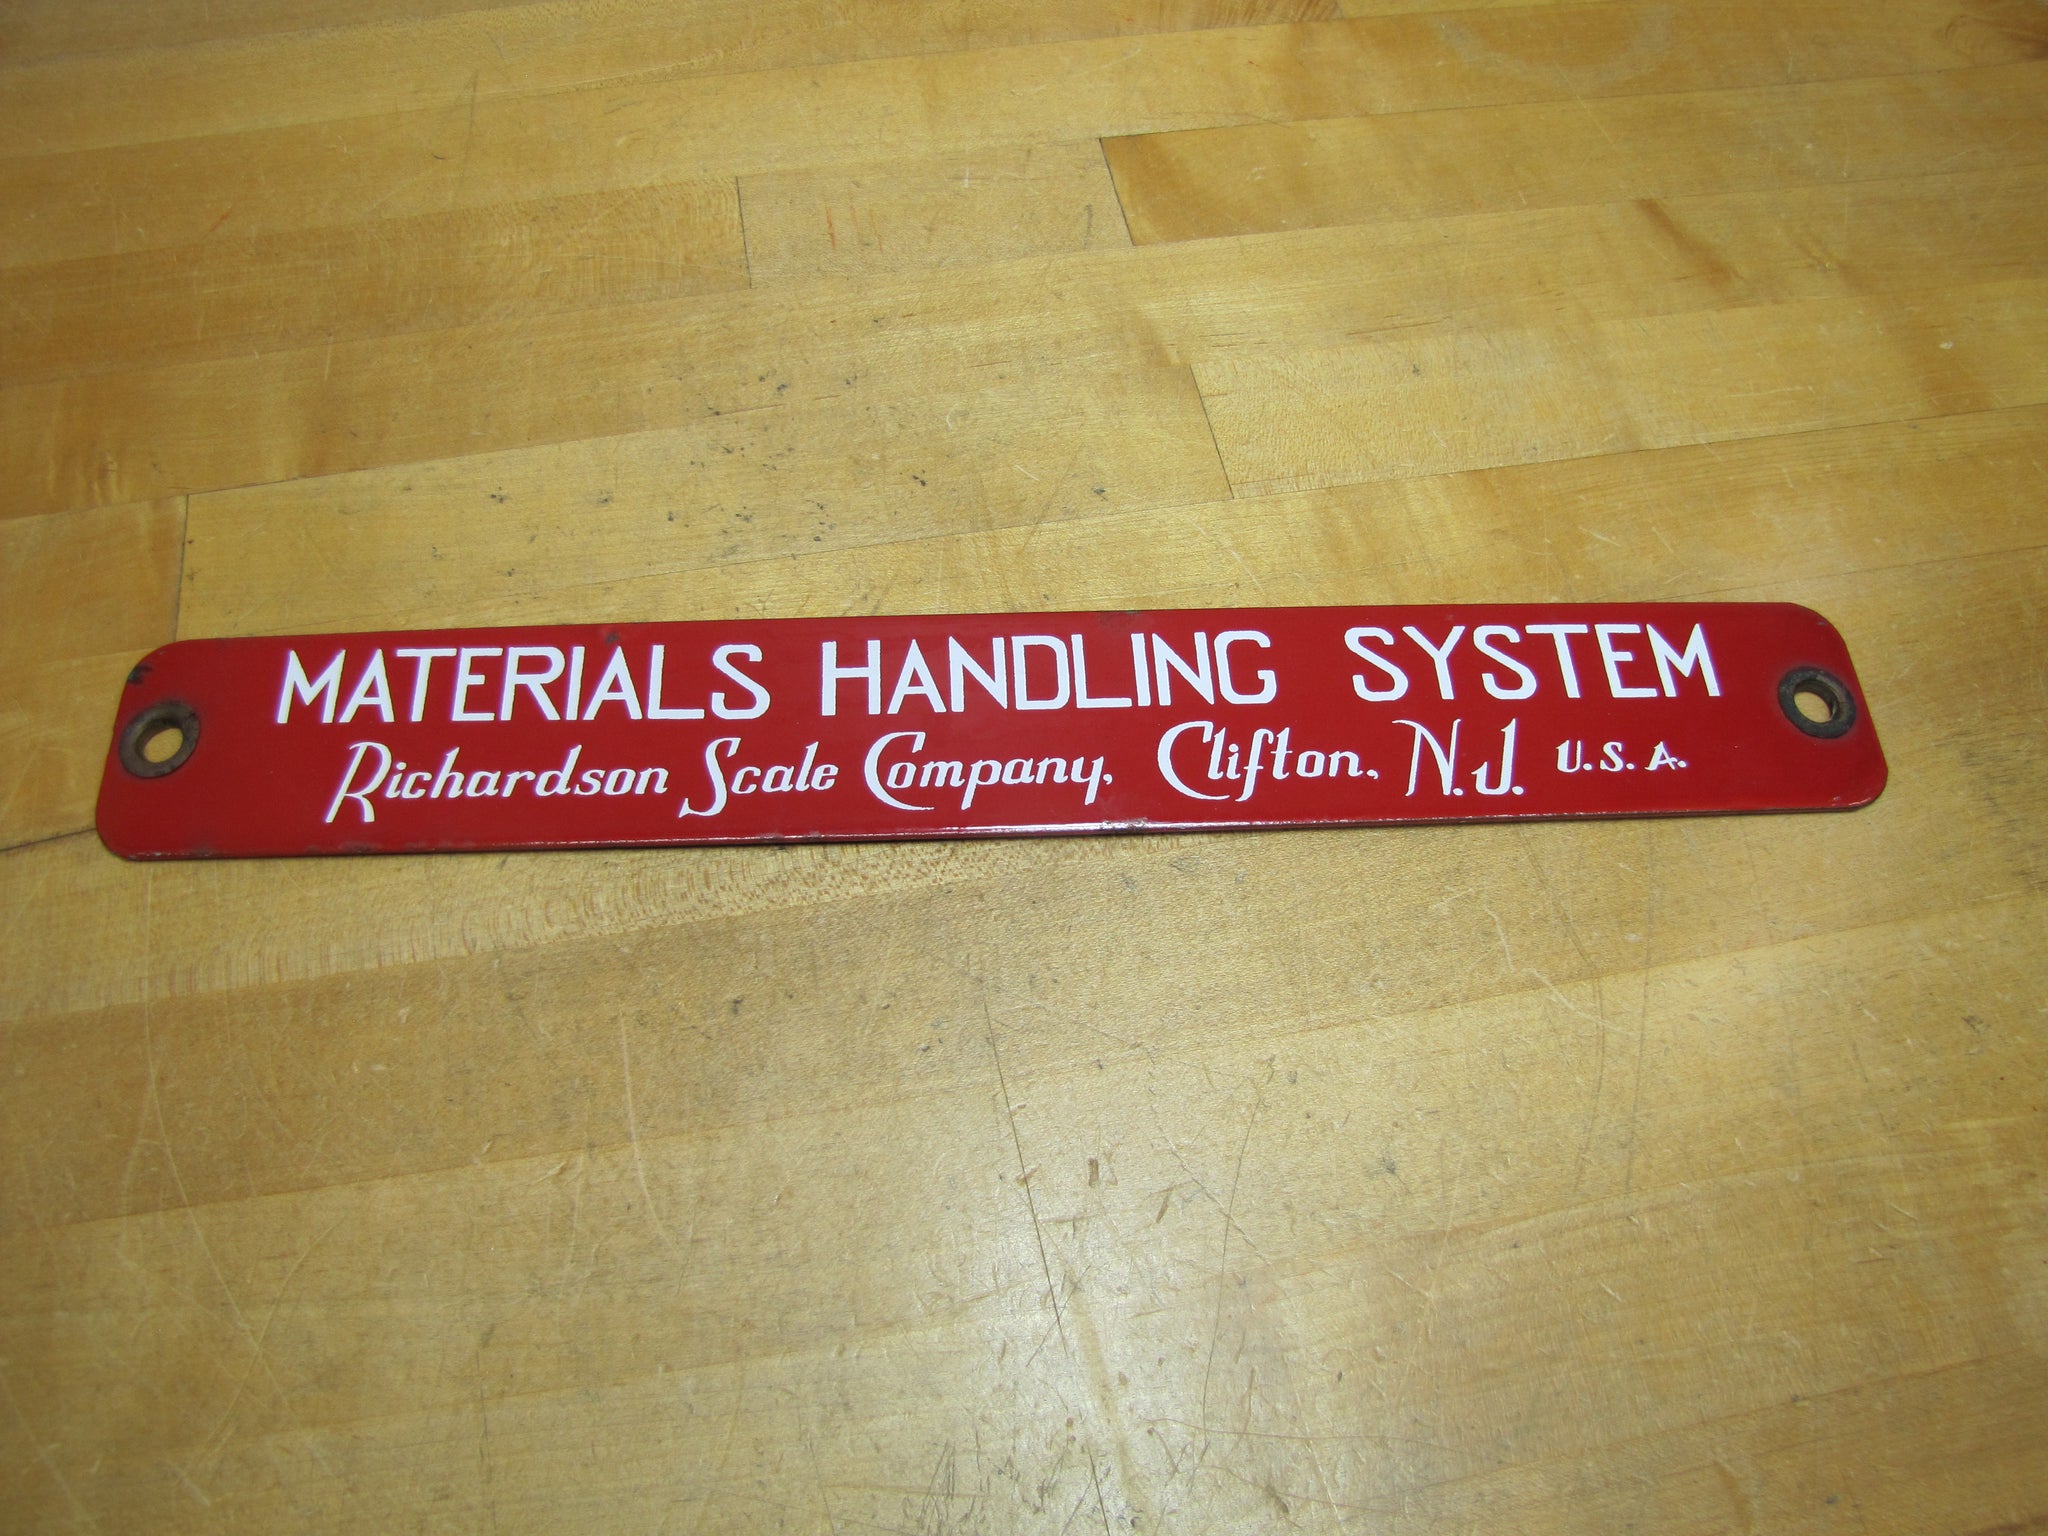 MATERIALS HANDLING SYSTEM
Richardson Scale Company, Clifton, N.J. U.S.A.